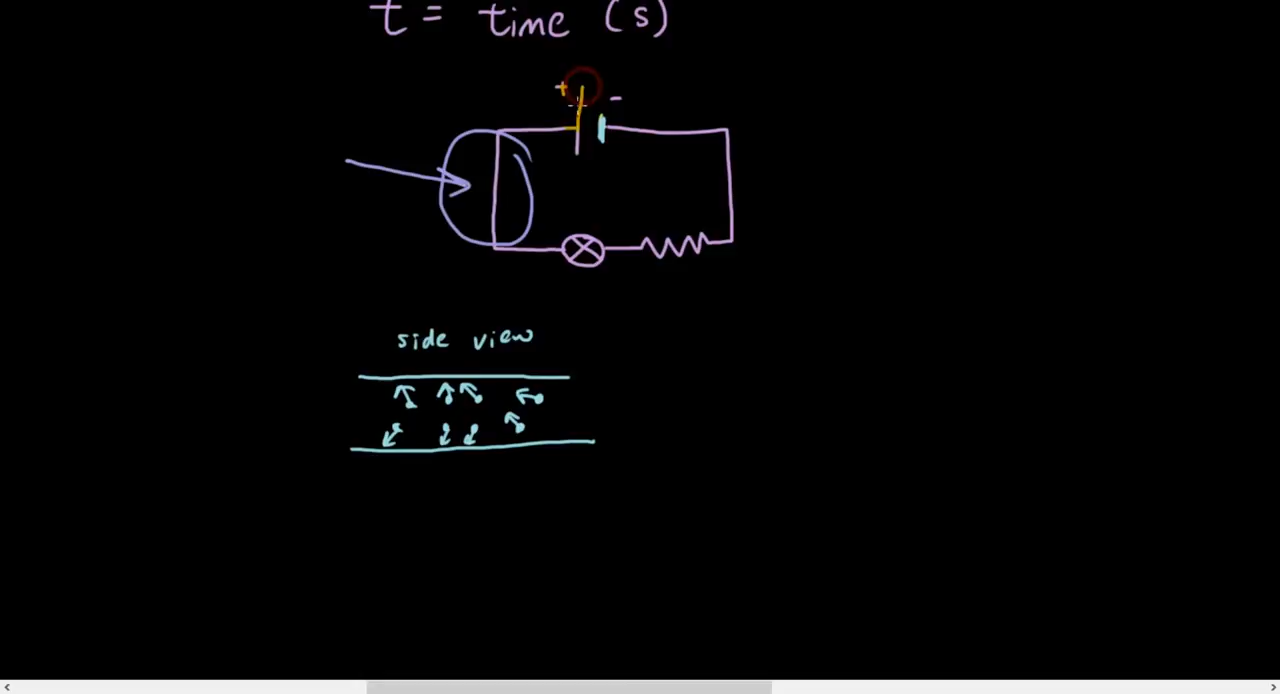 t = time (s)
+ -
side view